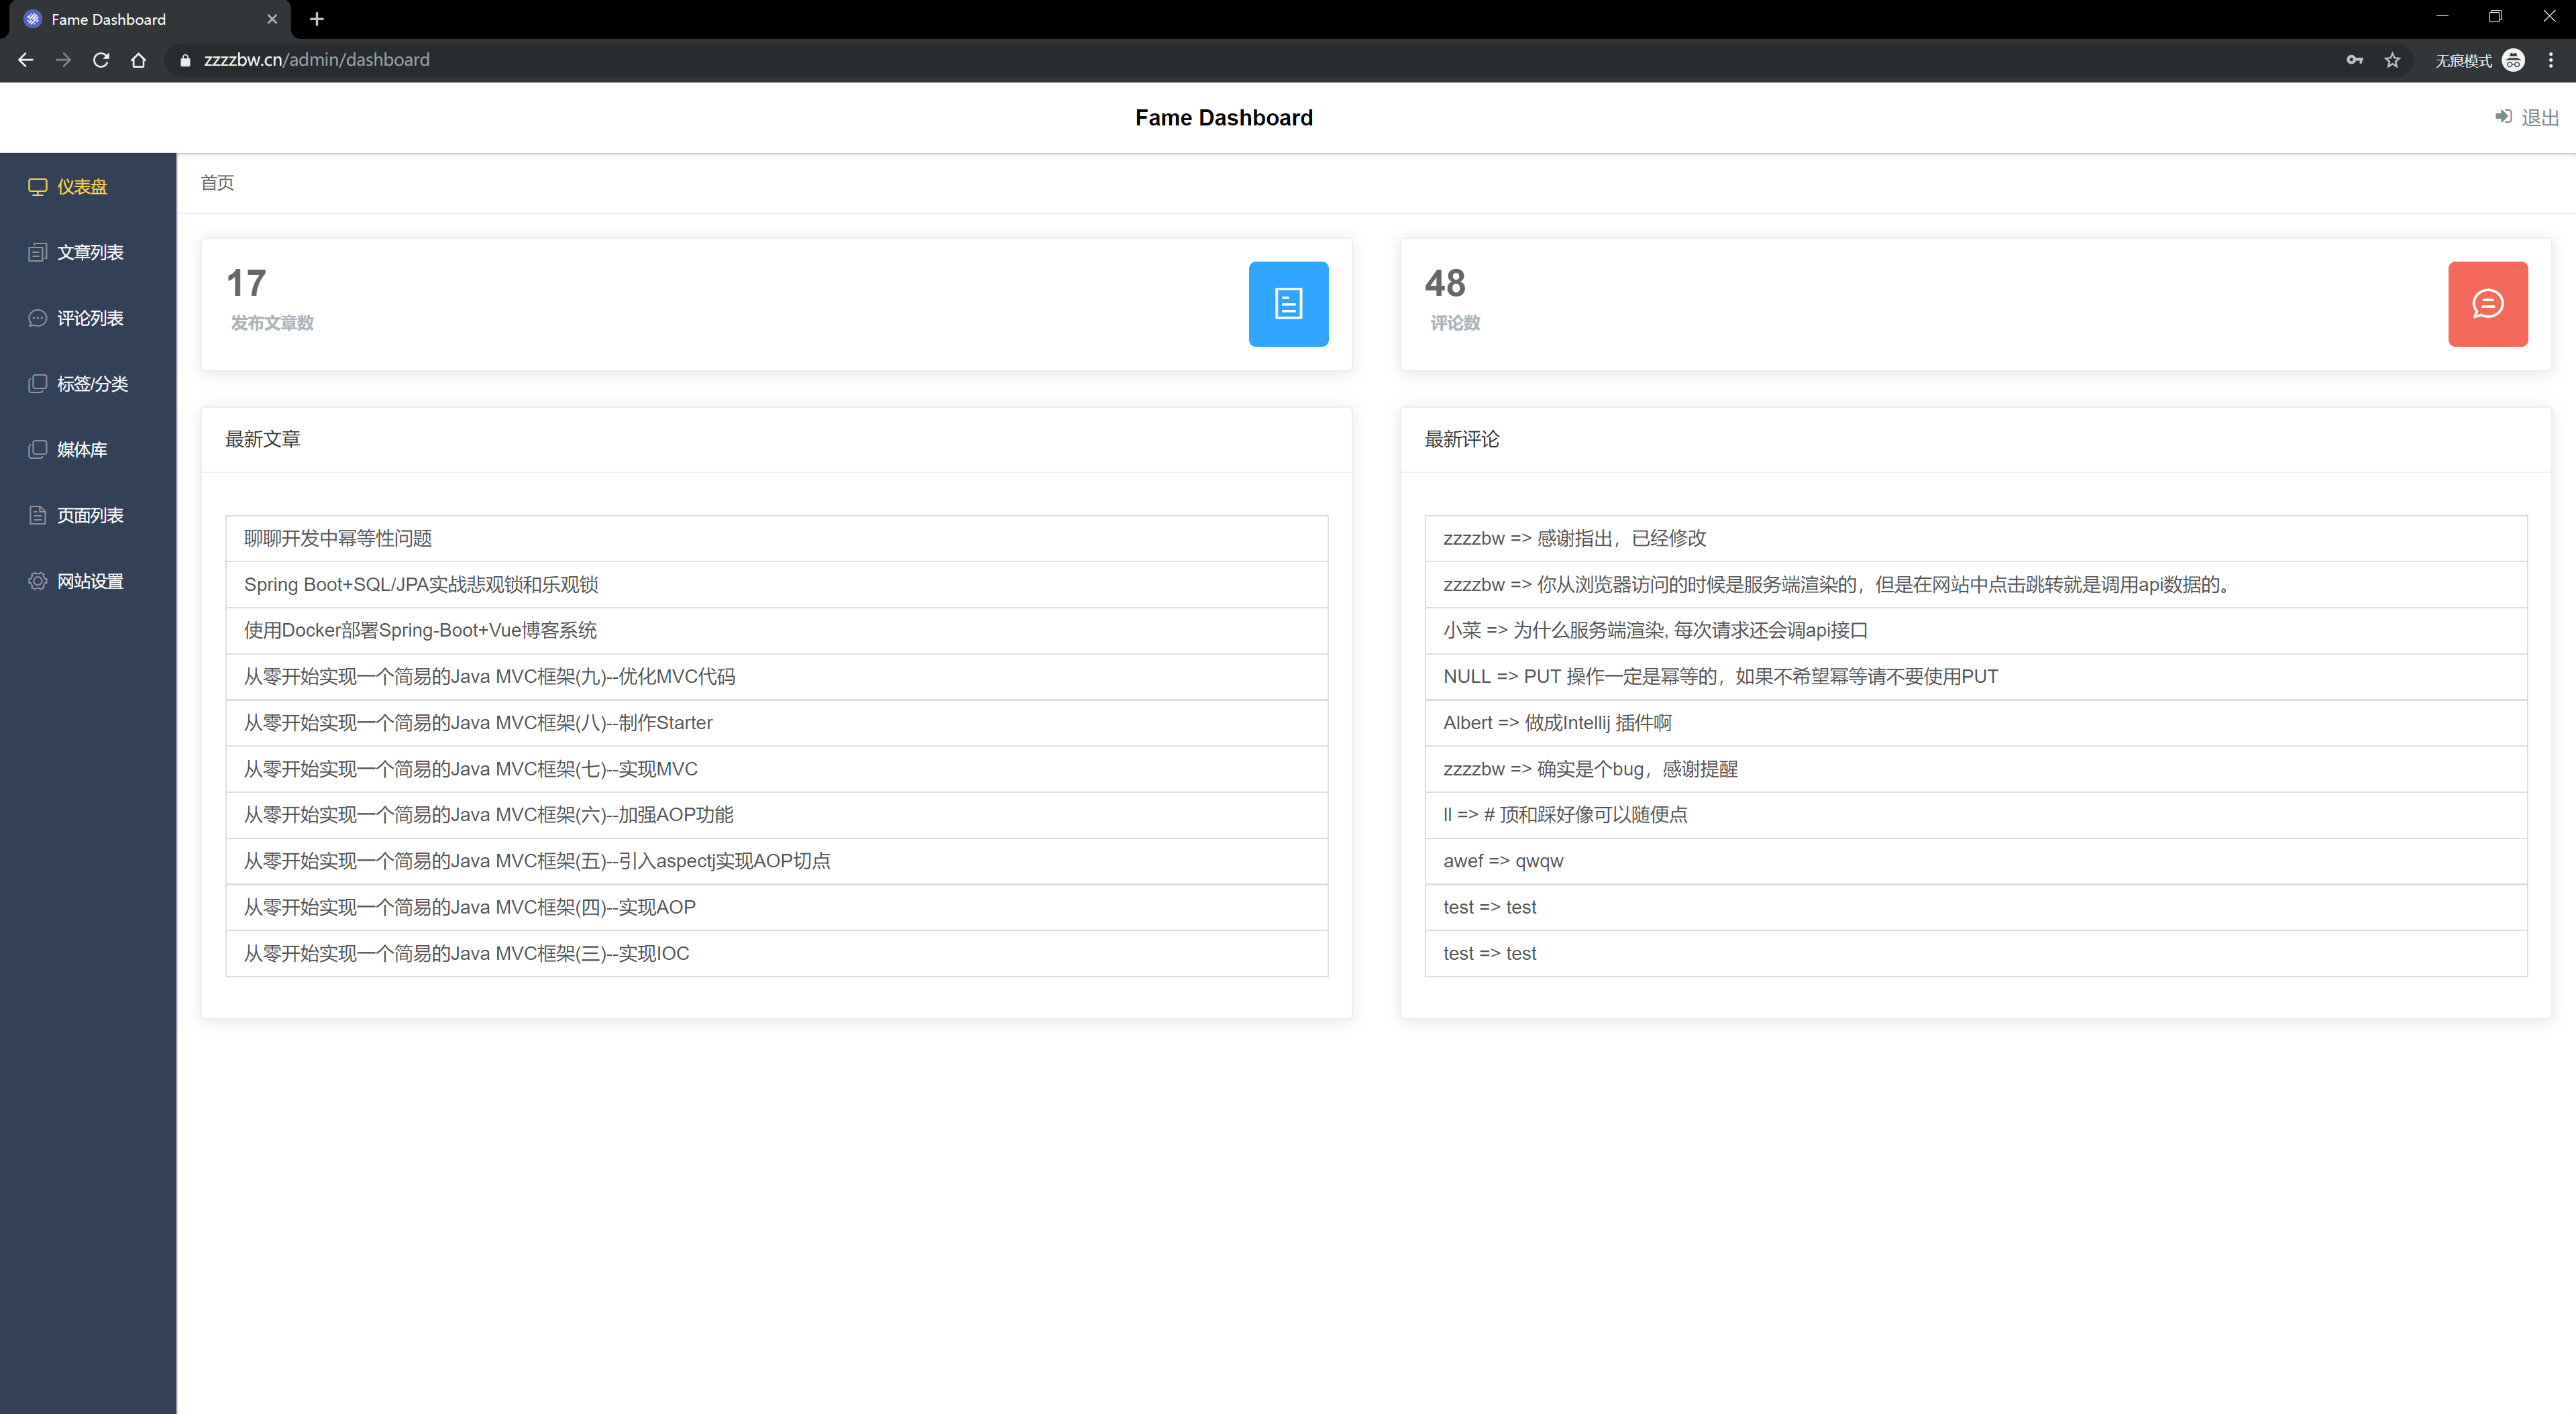 Fame Dashboard
zzzzbw.cn/admin/dashboard
无痕模式
Fame Dashboard
退出
仪表盘
文章列表
评论列表
标签/分类
媒体库
页面列表
网站设置
首页
17
发布文章数
48
评论数
最新文章
聊聊开发中幂等性问题
Spring Boot+SQL/JPA实战悲观锁和乐观锁
使用Docker部署Spring-Boot+Vue博客系统
从零开始实现一个简易的Java MVC框架(九)--优化MVC代码
从零开始实现一个简易的Java MVC框架(八)--制作Starter
从零开始实现一个简易的Java MVC框架(七)--实现MVC
从零开始实现一个简易的Java MVC框架(六)--加强AOP功能
从零开始实现一个简易的Java MVC框架(五)--引入aspectj实现AOP切点
从零开始实现一个简易的Java MVC框架(四)--实现AOP
从零开始实现一个简易的Java MVC框架(三)--实现IOC
最新评论
zzzzbw => 感谢指出，已经修改
zzzzbw => 你从浏览器访问的时候是服务端渲染的，但是在网站中点击跳转就是调用api数据的。
小菜 => 为什么服务端渲染, 每次请求还会调api接口
NULL => PUT 操作一定是幂等的，如果不希望幂等请不要使用PUT
Albert => 做成Intellij 插件啊
zzzzbw => 确实是个bug，感谢提醒
ll => # 顶和踩好像可以随便点
awef => qwqw
test => test
test => test